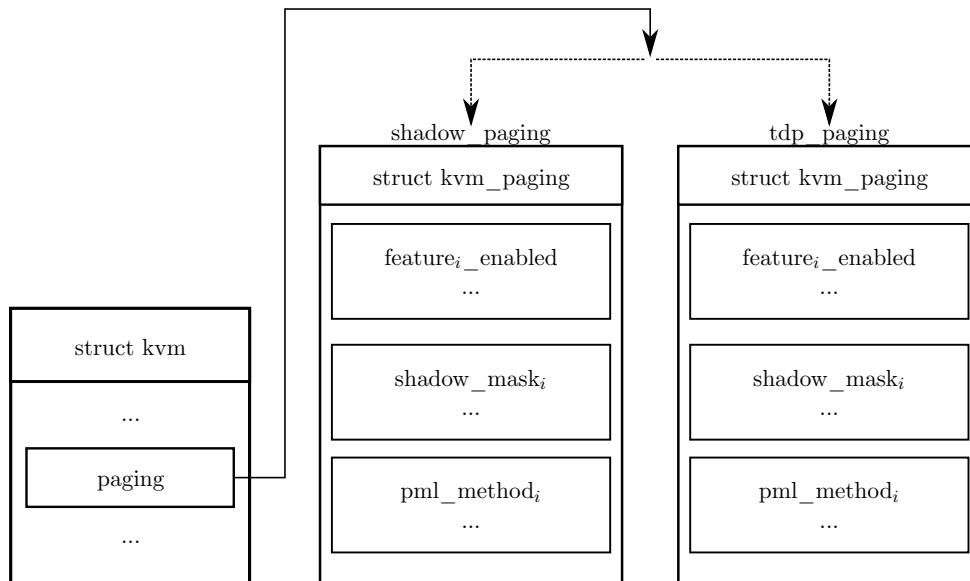 shadow_paging
struct kvm_paging
featureᵢ_enabled
...
shadow_maskᵢ
...
pml_methodᵢ
...
tdp_paging
struct kvm_paging
featureᵢ_enabled
...
shadow_maskᵢ
...
pml_methodᵢ
...
struct kvm
...
paging
...